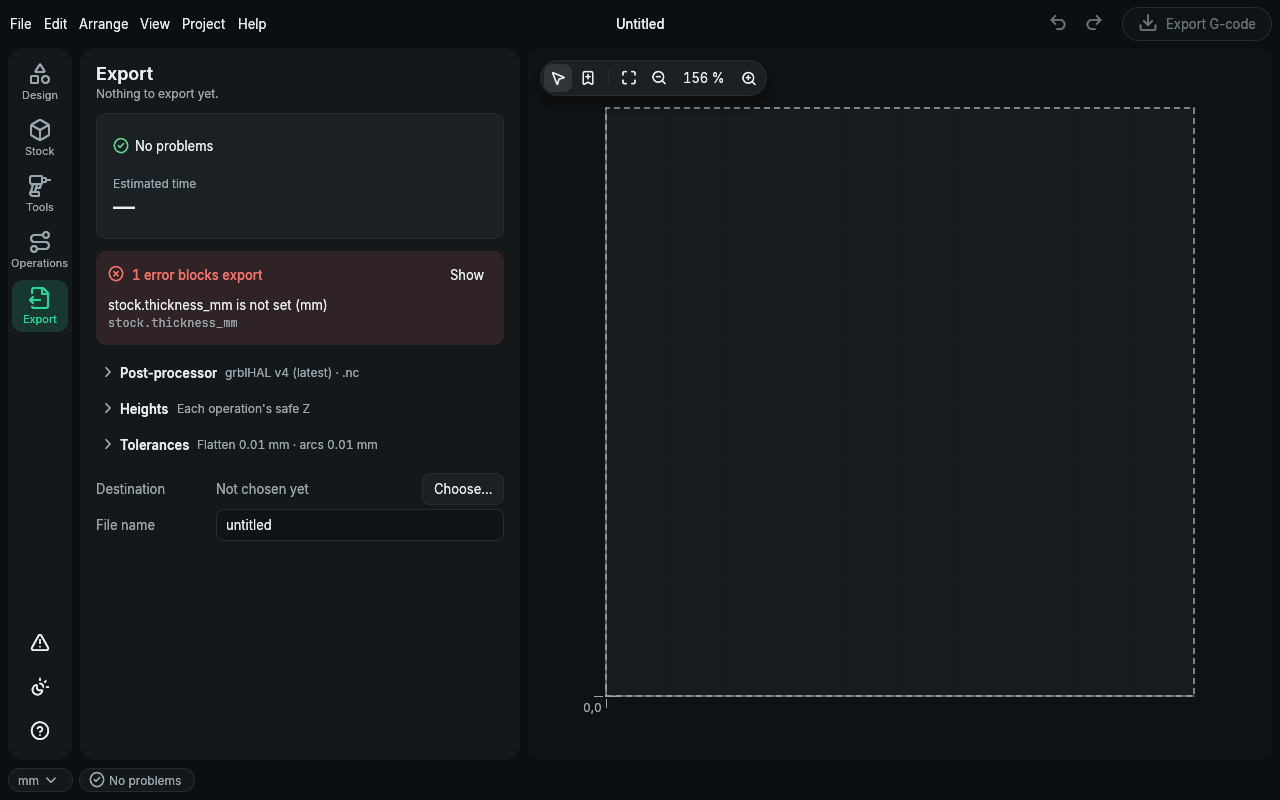 File Edit Arrange View Project Help
Untitled
Export G-code
Design
Stock
Tools
Operations
Export
Export
Nothing to export yet.
No problems
Estimated time
—
1 error blocks export
Show
stock.thickness_mm is not set (mm)
stock.thickness_mm
Post-processor grblHAL v4 (latest) · .nc
Heights Each operation's safe Z
Tolerances Flatten 0.01 mm · arcs 0.01 mm
Destination Not chosen yet Choose...
File name untitled
156 %
0,0
mm
No problems